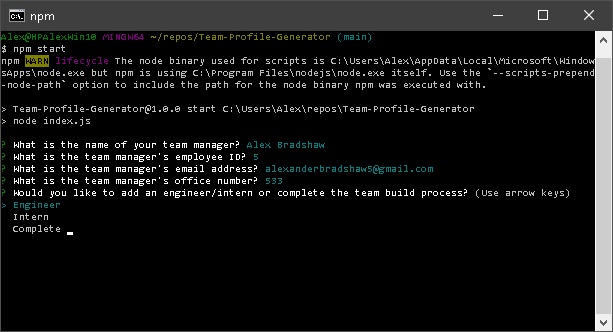 npm
Alex@HPAlexWin10 MINGW64 ~/repos/Team-Profile-Generator (main)
$ npm start
npm WARN lifecycle The node binary used for scripts is C:\Users\Alex\AppData\Local\Microsoft\Window
sApps\node.exe but npm is using C:\Program Files\nodejs\node.exe itself. Use the `--scripts-prepend
-node-path` option to include the path for the node binary npm was executed with.
> Team-Profile-Generator@1.0.0 start C:\Users\Alex\repos\Team-Profile-Generator
> node index.js
? What is the name of your team manager? Alex Bradshaw
? What is the team manager's employee ID? 5
? What is the team manager's email address? alexanderbradshaw5@gmail.com
? What is the team manager's office number? 533
? Would you like to add an engineer/intern or complete the team build process? (Use arrow keys)
> Engineer
Intern
Complete